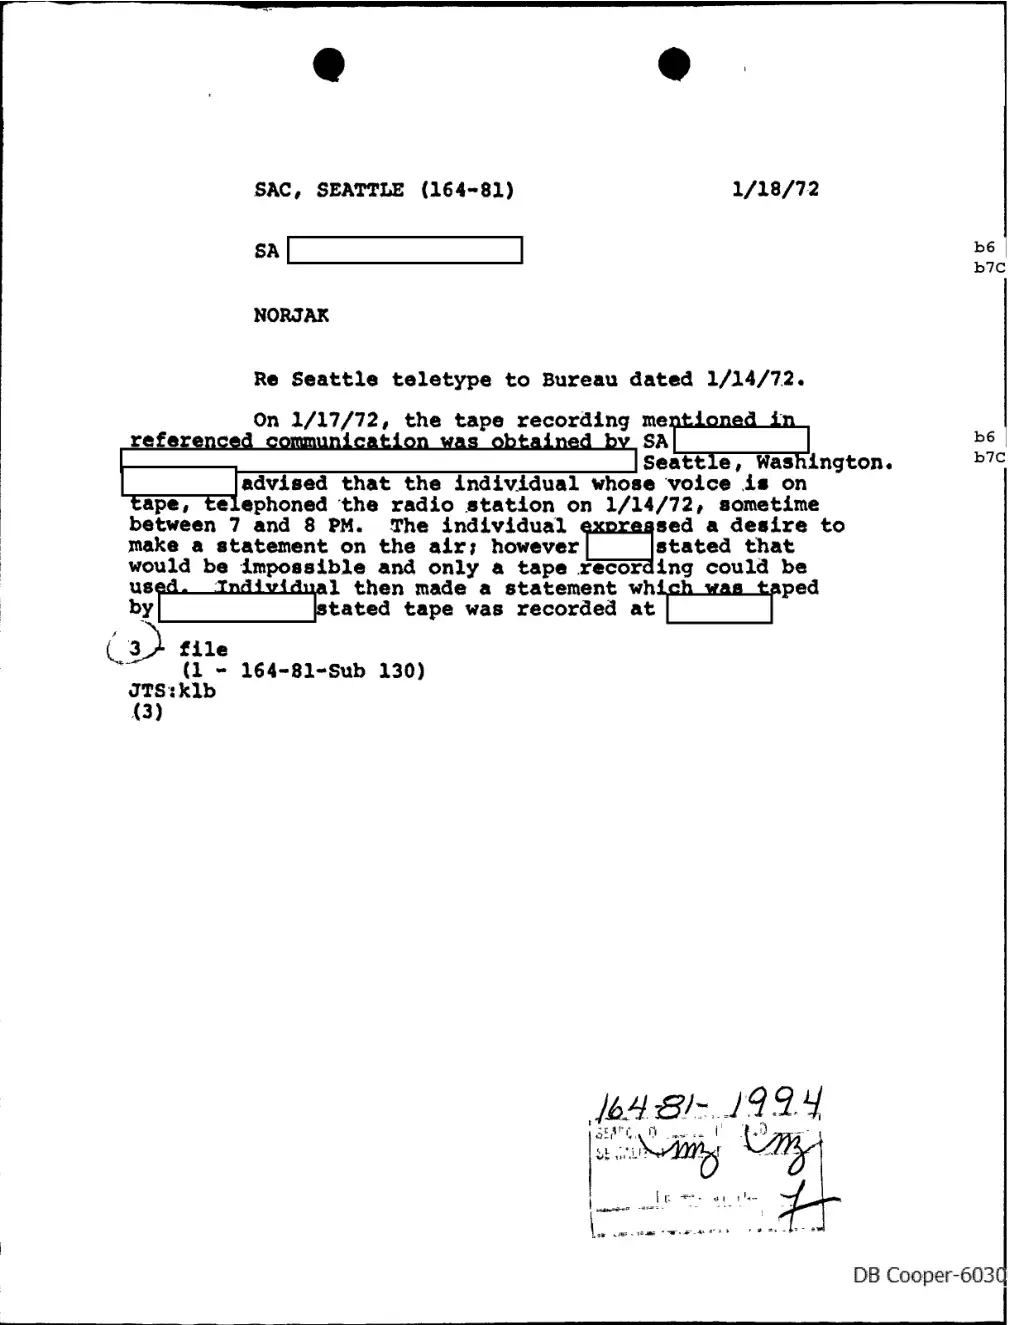 SAC, SEATTLE (164-81) 1/18/72
SA
b6
b7C
NORJAK
Re Seattle teletype to Bureau dated 1/14/72.
On 1/17/72, the tape recording mentioned in
referenced communication was obtained by SA
b6
Seattle, Washington.
b7C
advised that the individual whose voice is on
tape, telephoned the radio station on 1/14/72, sometime
between 7 and 8 PM. The individual expressed a desire to
make a statement on the air; however stated that
would be impossible and only a tape recording could be
used. Individual then made a statement which was taped
by stated tape was recorded at
3 - file
(1 - 164-81-Sub 130)
JTS:klb
(3)
164-81- 1994
DB Cooper-6030